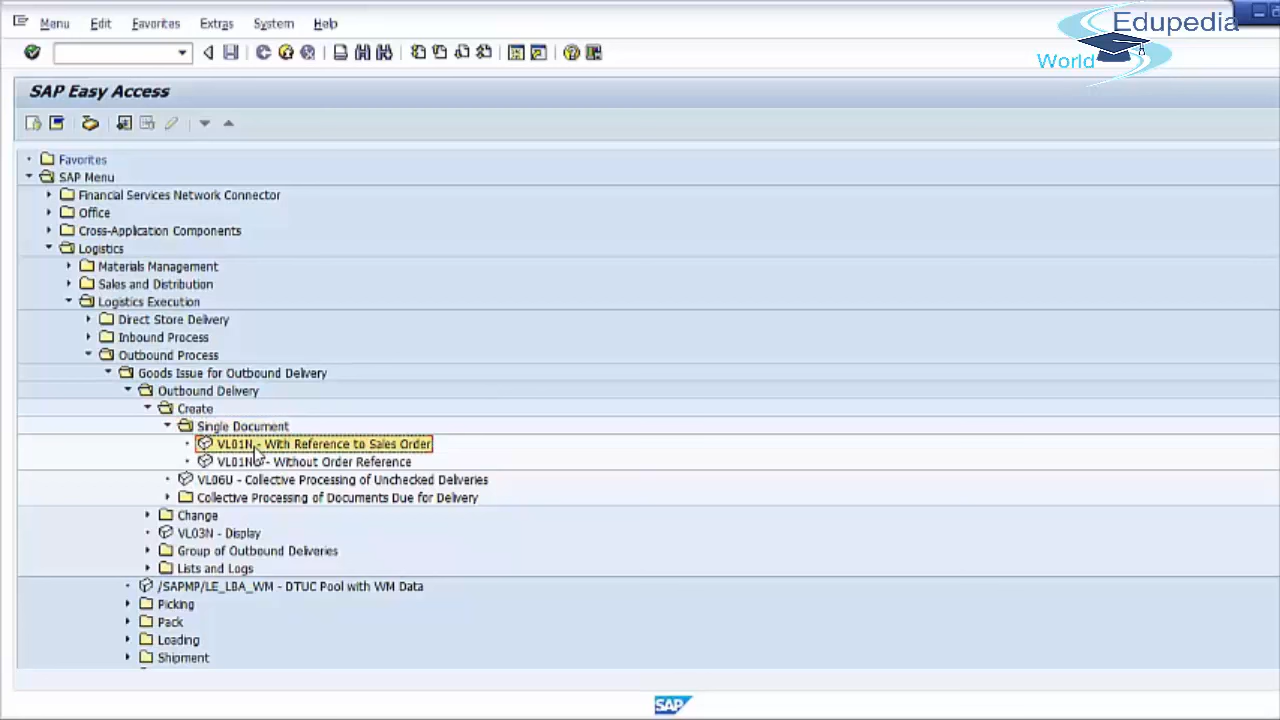 Menu Edit Favorites Extras System Help
Edupedia
World
SAP Easy Access
Favorites
SAP Menu
Financial Services Network Connector
Office
Cross-Application Components
Logistics
Materials Management
Sales and Distribution
Logistics Execution
Direct Store Delivery
Inbound Process
Outbound Process
Goods Issue for Outbound Delivery
Outbound Delivery
Create
Single Document
VL01N - With Reference to Sales Order
- Without Order Reference
VL06U - Collective Processing of Unchecked Deliveries
Collective Processing of Documents Due for Delivery
Change
VL03N - Display
Group of Outbound Deliveries
Lists and Logs
/SAPMP/LE_LBA_WM - DTUC Pool with WM Data
Picking
Pack
Loading
Shipment
SAP